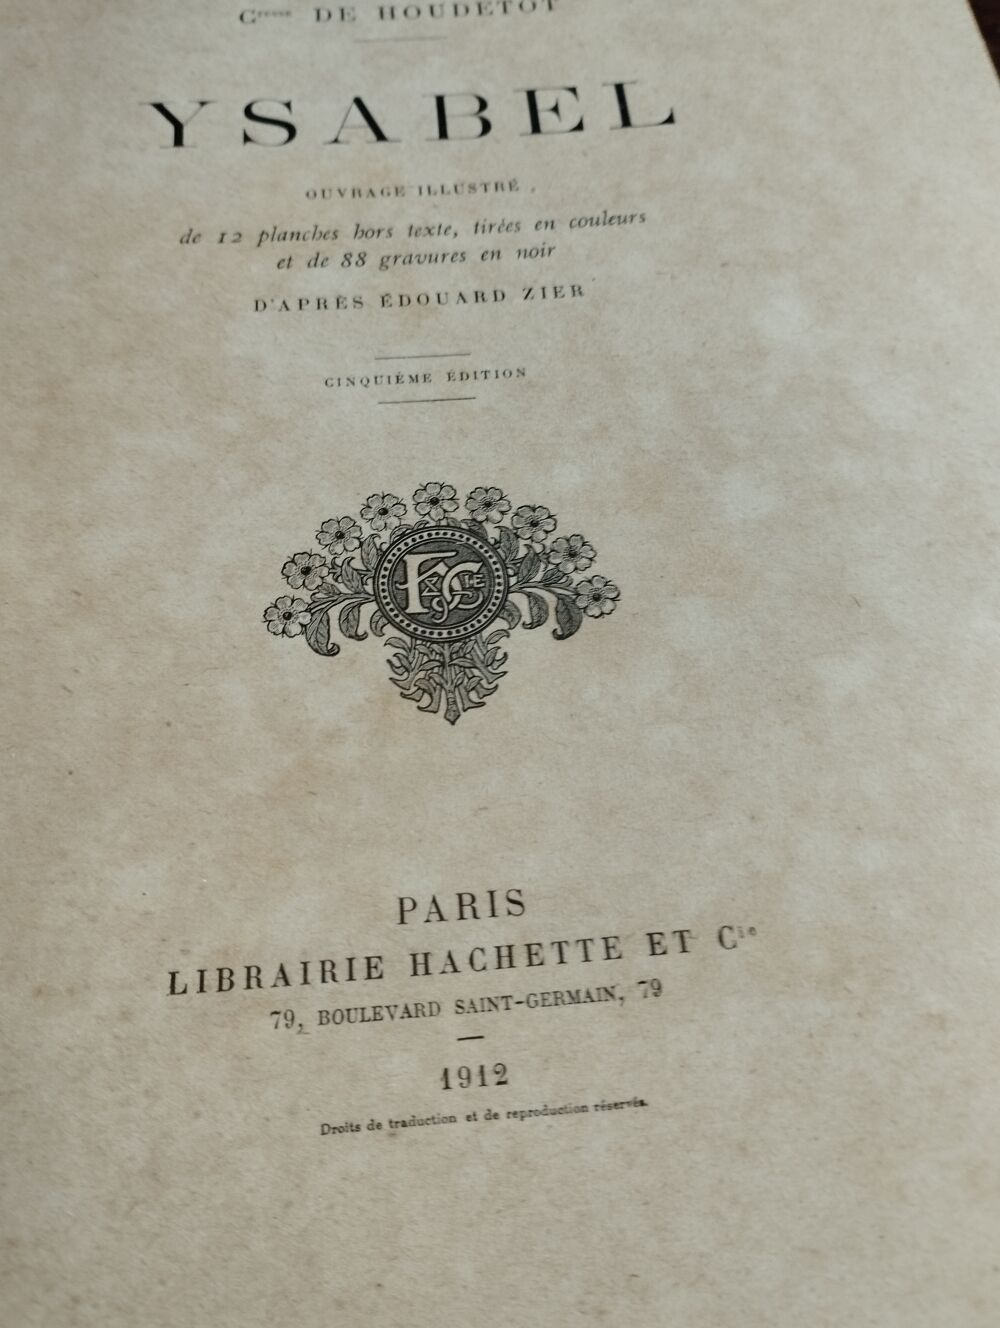 Cᵗᵉˢˢᵉ DE HOUDETOT
YSABEL
OUVRAGE ILLUSTRÉ
de 12 planches hors texte, tirées en couleurs
et de 88 gravures en noir
D'APRÈS ÉDOUARD ZIER
CINQUIÈME ÉDITION
PARIS
LIBRAIRIE HACHETTE ET Cⁱᵉ
79, BOULEVARD SAINT-GERMAIN, 79
1912
Droits de traduction et de reproduction réservés.